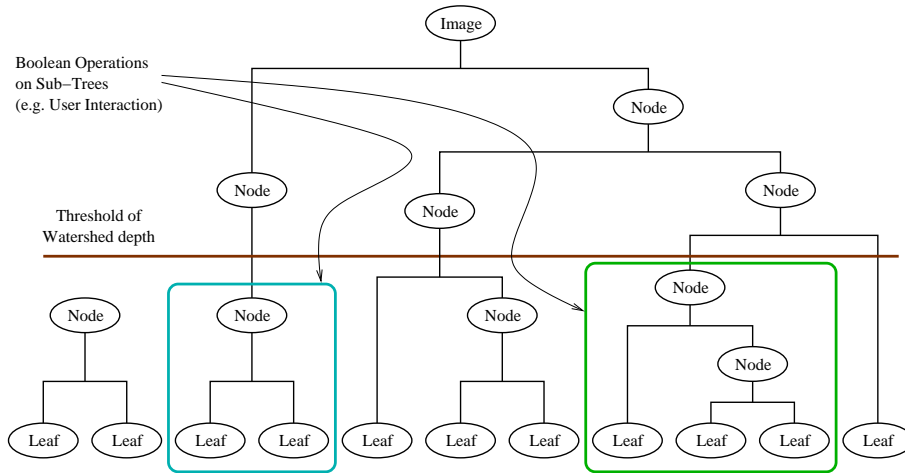 Image
Boolean Operations
on Sub-Trees
(e.g. User Interaction)
Node
Node
Node
Node
Threshold of
Watershed depth
Node
Node
Node
Node
Node
Leaf
Leaf
Leaf
Leaf
Leaf
Leaf
Leaf
Leaf
Leaf
Leaf
Leaf